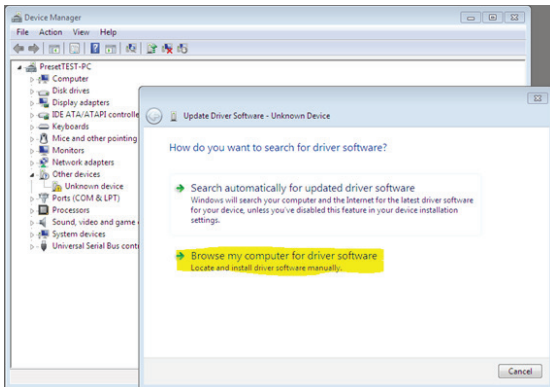 Device Manager
File Action View Help
PresetTEST-PC
Computer
Disk drives
Display adapters
IDE ATA/ATAPI controlle
Keyboards
Mice and other pointing
Monitors
Network adapters
Other devices
Unknown device
Ports (COM & LPT)
Processors
Sound, video and game
System devices
Universal Serial Bus cont
Update Driver Software - Unknown Device
How do you want to search for driver software?
Search automatically for updated driver software
Windows will search your computer and the Internet for the latest driver software
for your device, unless you've disabled this feature in your device installation
settings.
Browse my computer for driver software
Locate and install driver software manually.
Cancel